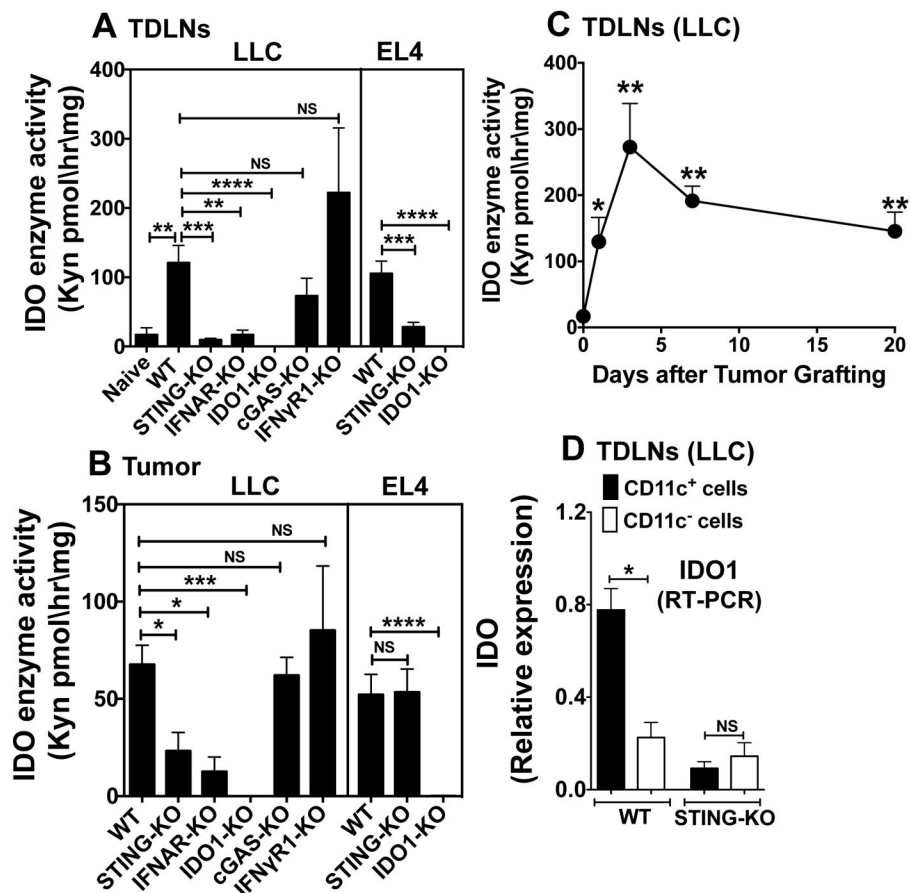 A TDLNs
LLC
EL4
IDO enzyme activity
(Kyn pmol\hr\mg)
400
300
200
100
0
NS
NS
****
**
**
***
****
***
Naive
WT
STING-KO
IFNAR-KO
IDO1-KO
cGAS-KO
IFNγR1-KO
WT
STING-KO
IDO1-KO
B Tumor
LLC
EL4
IDO enzyme activity
(Kyn pmol\hr\mg)
150
100
50
0
NS
NS
***
*
*
****
NS
WT
STING-KO
IFNAR-KO
IDO1-KO
cGAS-KO
IFNγR1-KO
WT
STING-KO
IDO1-KO
C TDLNs (LLC)
IDO enzyme activity
(Kyn pmol\hr\mg)
400
300
200
100
0
*
**
**
**
0
5
10
15
20
Days after Tumor Grafting
D TDLNs (LLC)
CD11c+ cells
CD11c- cells
IDO
(Relative expression)
1.2
0.8
0.4
0.0
*
IDO1
(RT-PCR)
NS
WT
STING-KO